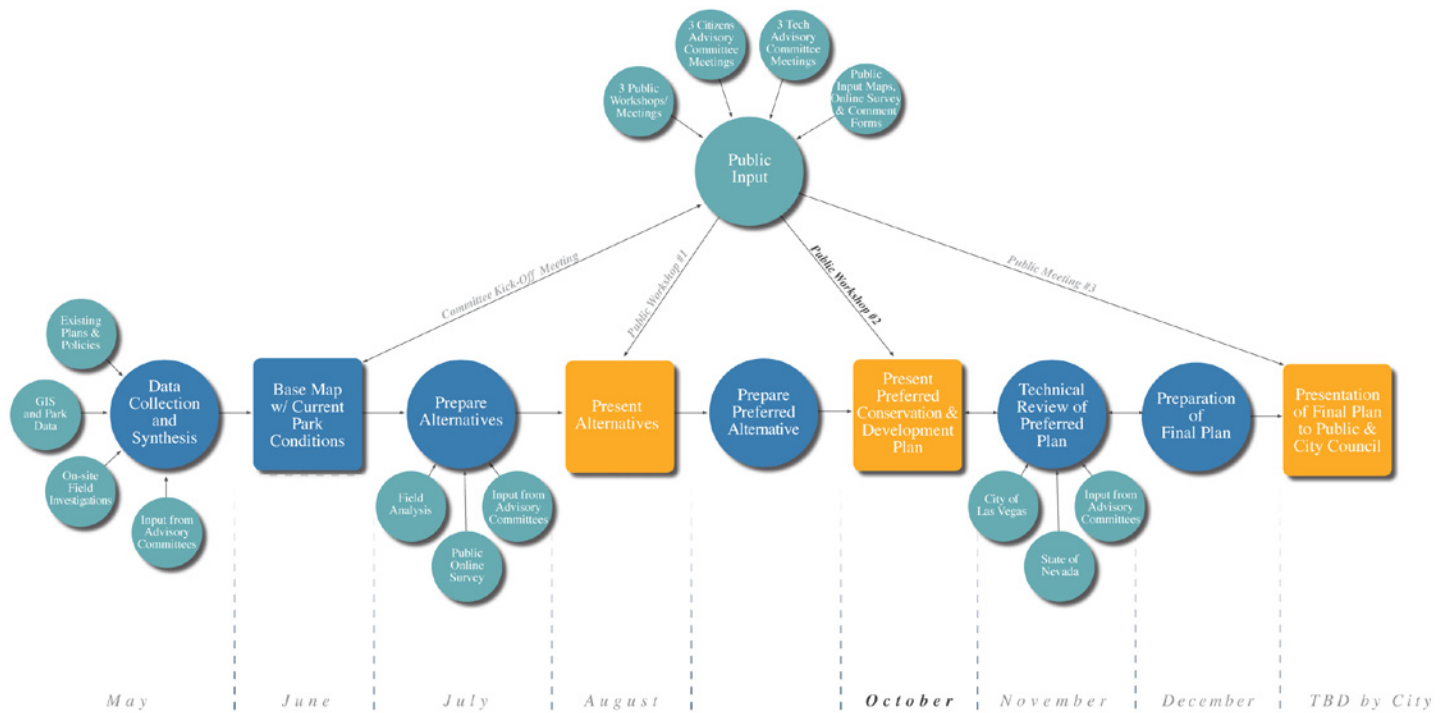 3 Citizens
Advisory
Committee
Meetings
3 Tech
Advisory
Committee
Meetings
3 Public
Workshops/
Meetings
Public
Input Maps,
Online Survey
& Comment
Forms
Public
Input
Committee Kick-Off Meeting
Public Workshop #1
Public Workshop #2
Public Meeting #3
Existing
Plans &
Policies
GIS
and Park
Data
On-site
Field
Investigations
Input from
Advisory
Committees
Data
Collection
and
Synthesis
Base Map
w/ Current
Park
Conditions
Prepare
Alternatives
Field
Analysis
Public
Online
Survey
Input from
Advisory
Committees
Present
Alternatives
Prepare
Preferred
Alternative
Present
Preferred
Conservation &
Development
Plan
Technical
Review of
Preferred
Plan
City of
Las Vegas
State of
Nevada
Input from
Advisory
Committees
Preparation
of
Final Plan
Presentation
of Final Plan
to Public &
City Council
May
June
July
August
October
November
December
TBD by City